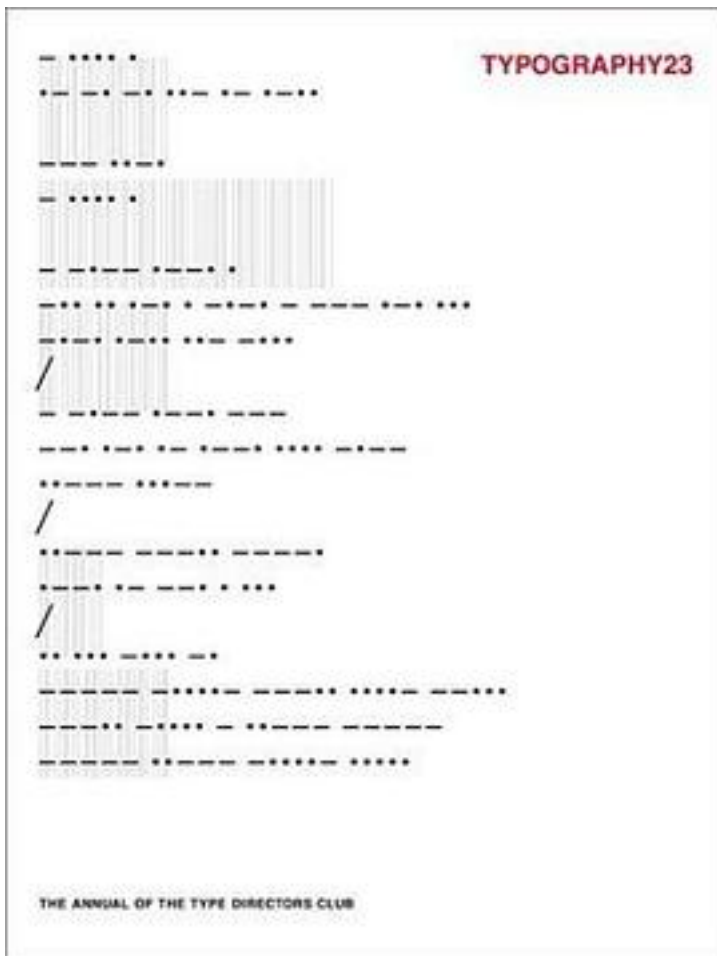 TYPOGRAPHY23
– •••• •
•– –• –• ••– •– •–••
––– ••–•
– •••• •
– –•–– •––• •
–•• •• •–• • –•–• – ––– •–• •••
–•–• •–•• ••– –•••
/
– –•–– •––• –––
––• •–• •– •––• •••• –•––
••––– •••––
/
••––– –––•• ––––•
•––• •– ––• • •••
/
•• ••• –••• –•
––––– –••••– –––•• ••••– ––•••
–––•• –•••• – ••––– –––––
––––– ••––– –••••– •••••
THE ANNUAL OF THE TYPE DIRECTORS CLUB